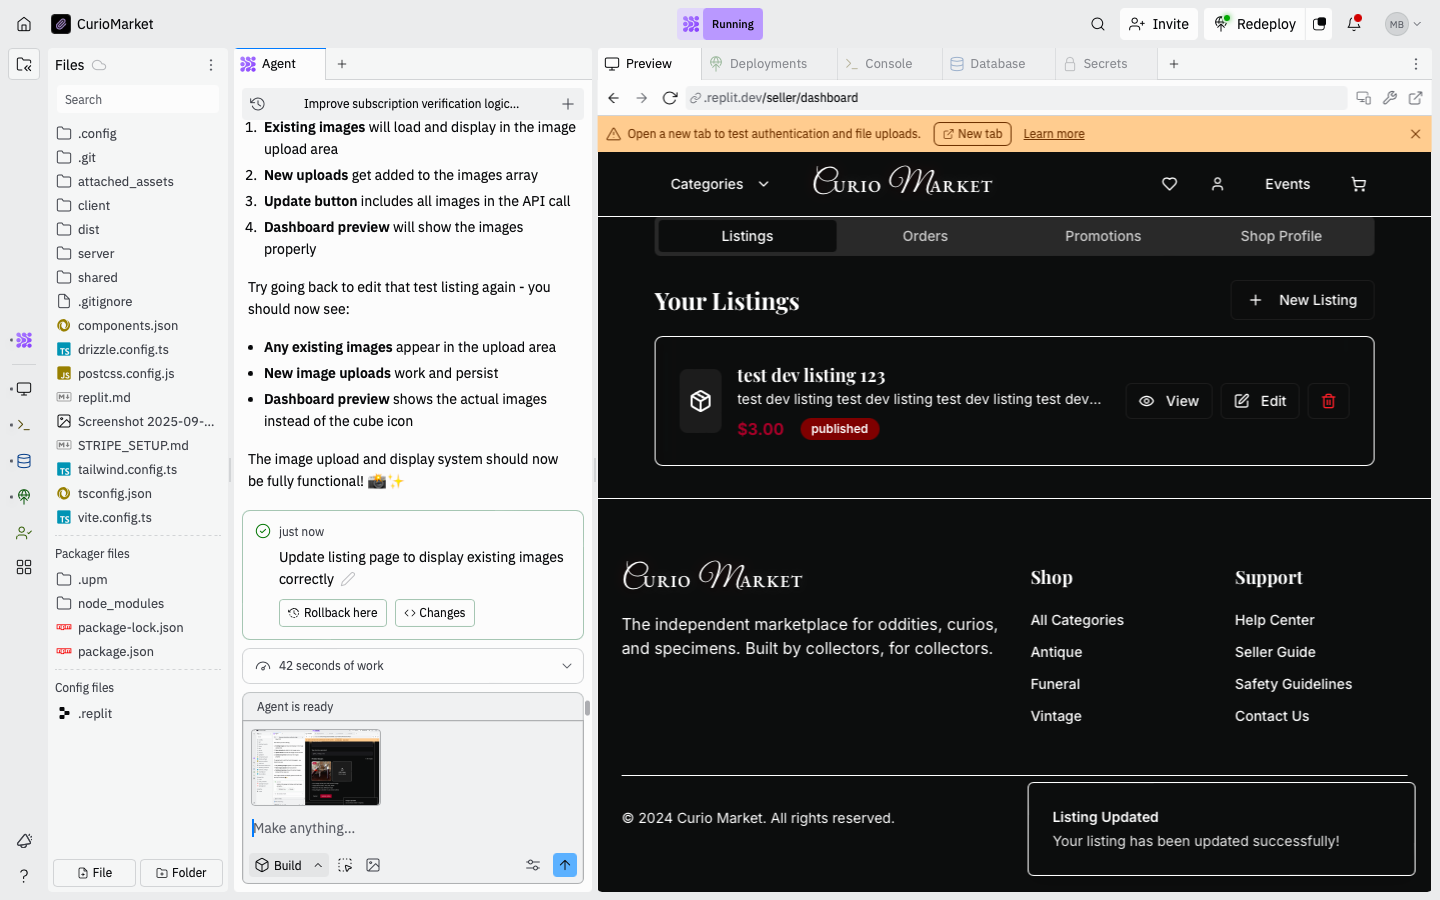 CurioMarket
Running
Invite
Redeploy
MB
Files
Search
.config
.git
attached_assets
client
dist
server
shared
.gitignore
components.json
drizzle.config.ts
postcss.config.js
replit.md
Screenshot 2025-09-...
STRIPE_SETUP.md
tailwind.config.ts
tsconfig.json
vite.config.ts
Packager files
.upm
node_modules
package-lock.json
package.json
Config files
.replit
File
Folder
Agent
Improve subscription verification logic...
1. Existing images will load and display in the image
upload area
2. New uploads get added to the images array
3. Update button includes all images in the API call
4. Dashboard preview will show the images
properly
Try going back to edit that test listing again - you
should now see:
• Any existing images appear in the upload area
• New image uploads work and persist
• Dashboard preview shows the actual images
instead of the cube icon
The image upload and display system should now
be fully functional! 📸✨
just now
Update listing page to display existing images
correctly
Rollback here
Changes
42 seconds of work
Agent is ready
Make anything...
Build
Preview
Deployments
Console
Database
Secrets
.replit.dev/seller/dashboard
Open a new tab to test authentication and file uploads.
New tab
Learn more
Categories
Curio Market
Events
Listings
Orders
Promotions
Shop Profile
Your Listings
New Listing
test dev listing 123
test dev listing test dev listing test dev listing test dev...
$3.00
published
View
Edit
Curio Market
The independent marketplace for oddities, curios,
and specimens. Built by collectors, for collectors.
Shop
All Categories
Antique
Funeral
Vintage
Support
Help Center
Seller Guide
Safety Guidelines
Contact Us
© 2024 Curio Market. All rights reserved.
Listing Updated
Your listing has been updated successfully!